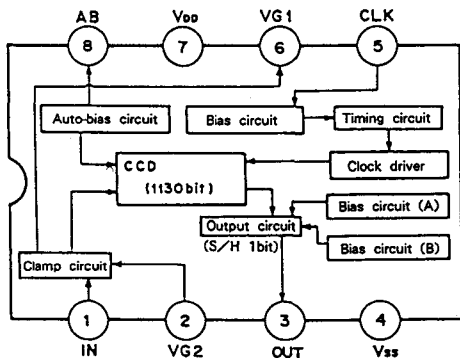 AB VDD VG1 CLK
8 7 6 5
Auto-bias circuit
Bias circuit
Timing circuit
CCD
(1130bit)
Clock driver
Output circuit
(S/H 1bit)
Bias circuit (A)
Bias circuit (B)
Clamp circuit
1 2 3 4
IN VG2 OUT Vss